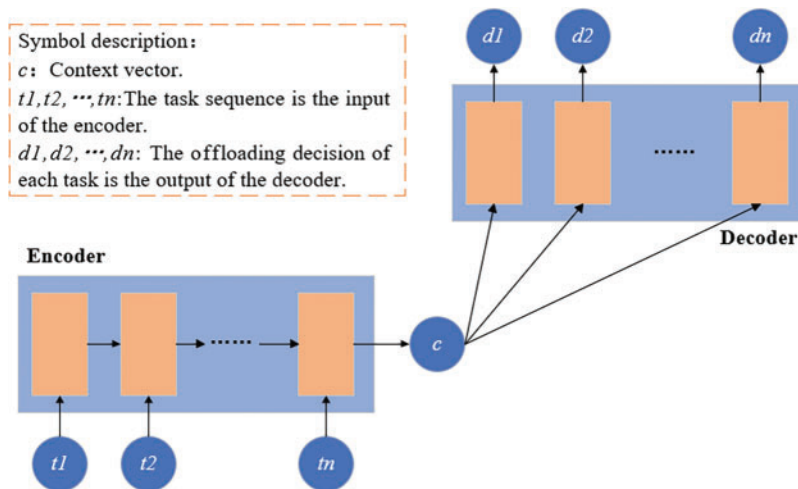 Symbol description：
c： Context vector.
t1,t2, ···,tn:The task sequence is the input
of the encoder.
d1,d2, ···,dn: The offloading decision of
each task is the output of the decoder.
d1
d2
dn
······
Decoder
Encoder
······
c
t1
t2
tn